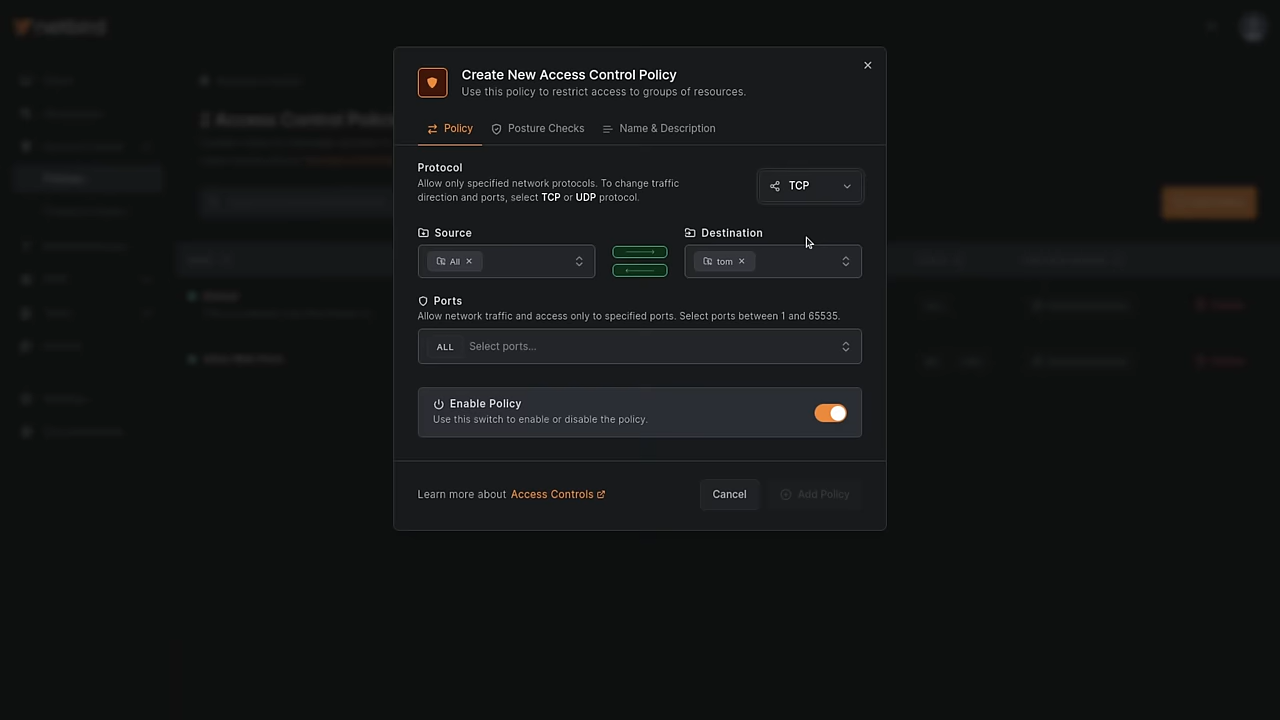 netbird
Access Control Policies
Create New Access Control Policy
Use this policy to restrict access to groups of resources.
Policy
Posture Checks
Name & Description
Protocol
Allow only specified network protocols. To change traffic
direction and ports, select TCP or UDP protocol.
TCP
Source
Destination
All
tom
Ports
Allow network traffic and access only to specified ports. Select ports between 1 and 65535.
ALL
Select ports...
Enable Policy
Use this switch to enable or disable the policy.
Learn more about Access Controls
Cancel
Add Policy